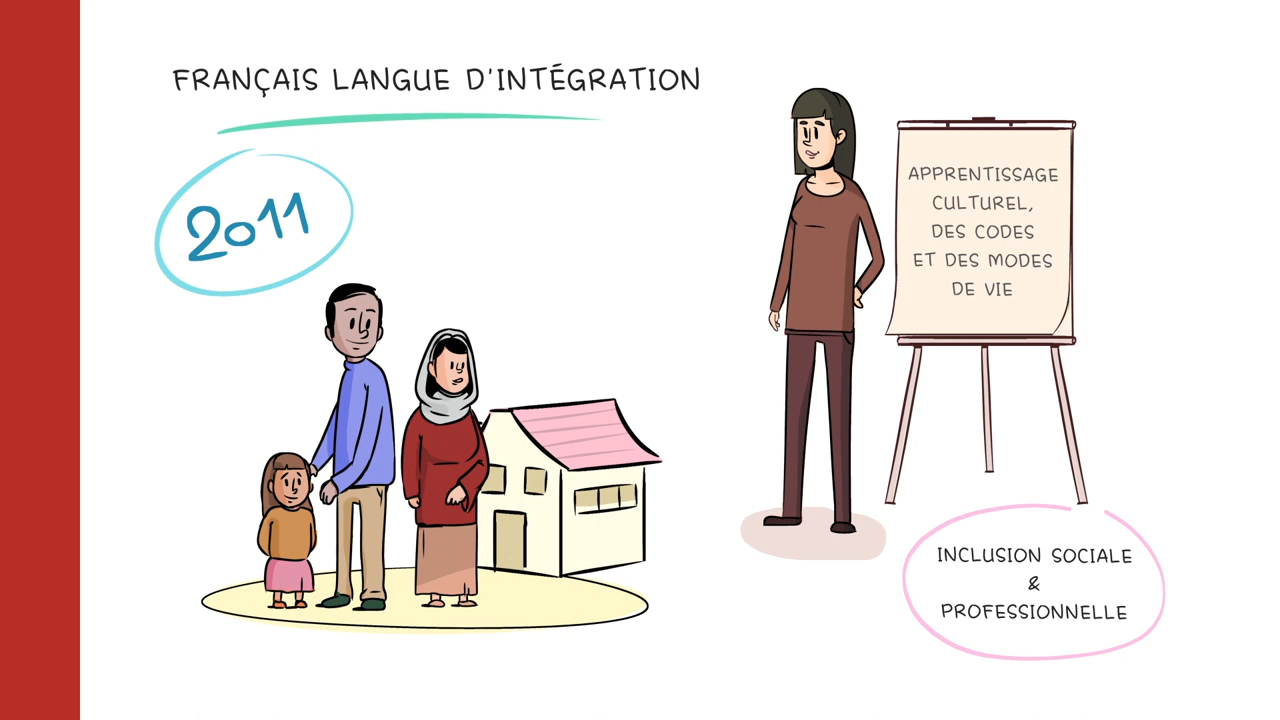 FRANÇAIS LANGUE D'INTÉGRATION
2011
APPRENTISSAGE
CULTUREL,
DES CODES
ET DES MODES
DE VIE
INCLUSION SOCIALE
&
PROFESSIONNELLE